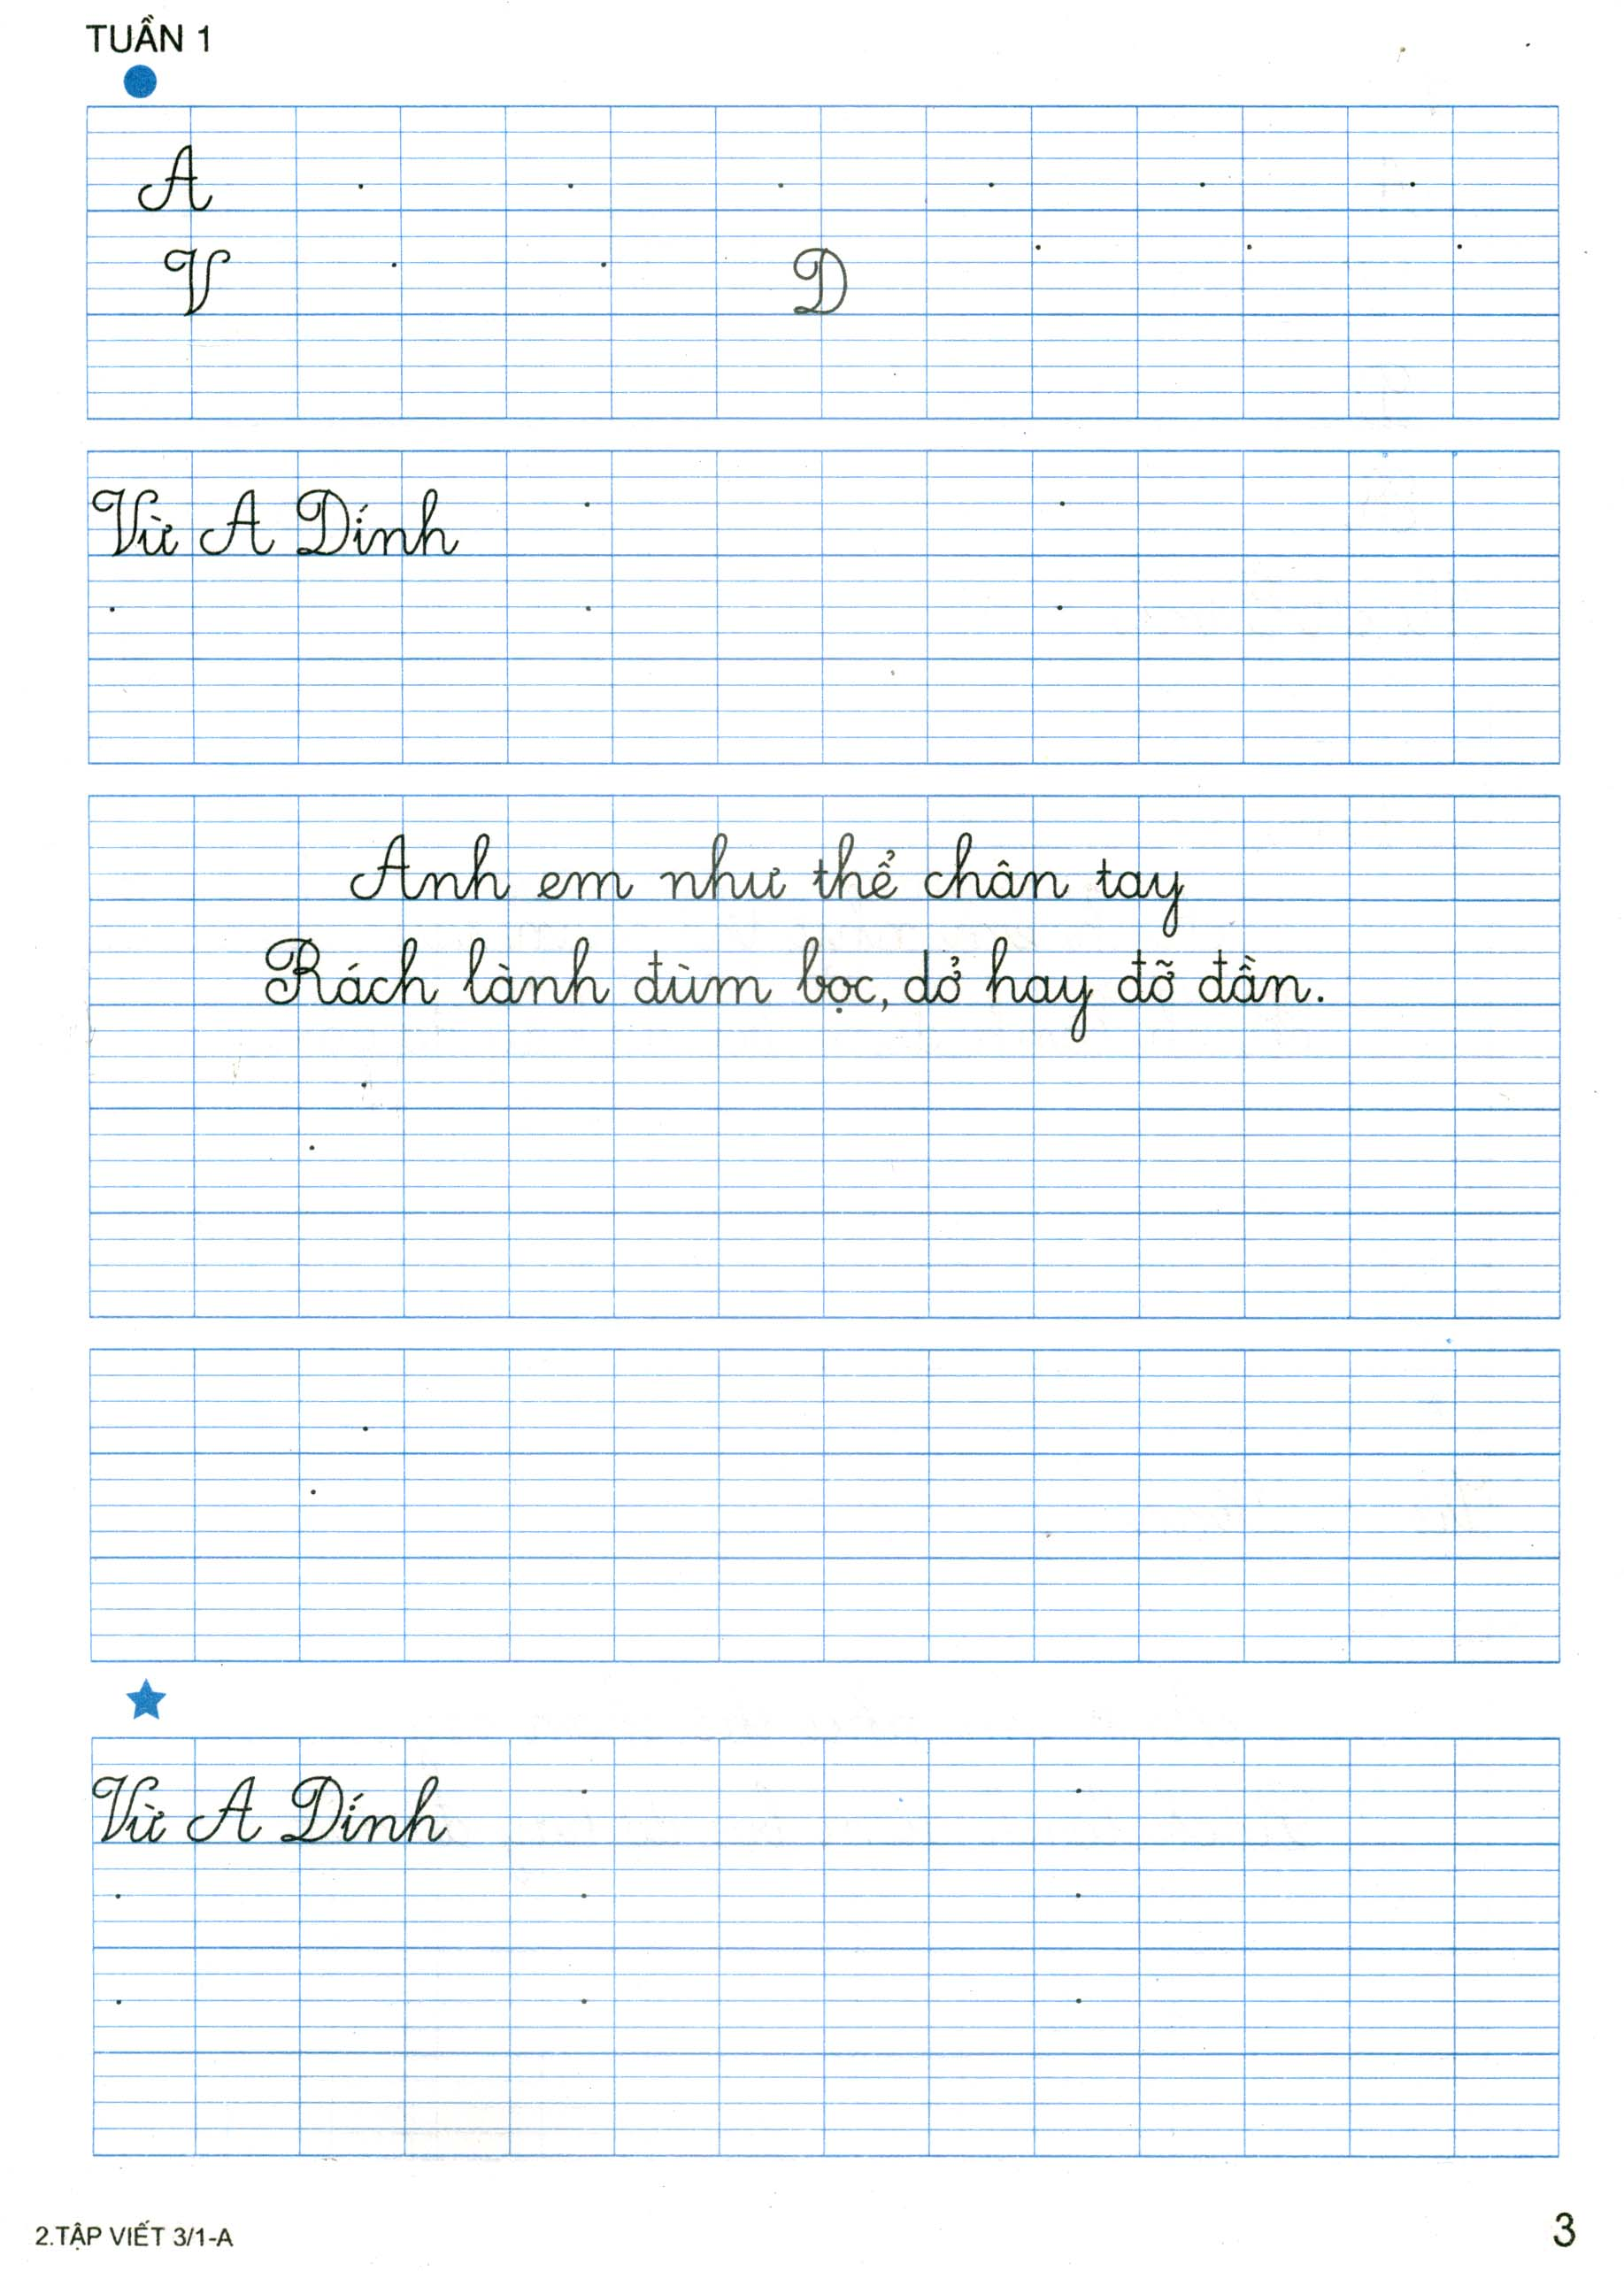 TUẦN 1
A
V D
Vừ A Dính
Anh em như thể chân tay
Rách lành đùm bọc, dở hay đỡ đần.
Vừ A Dính
2.TẬP VIẾT 3/1-A
3